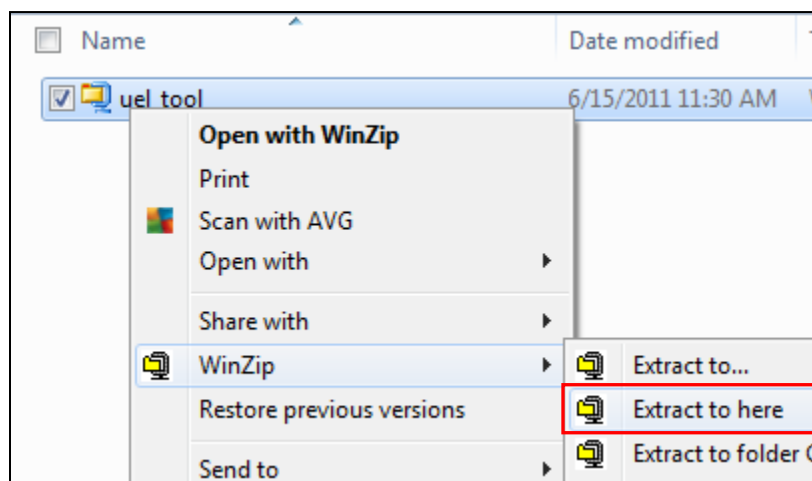 Name Date modified
uel_tool 6/15/2011 11:30 AM
Open with WinZip
Print
Scan with AVG
Open with
Share with
WinZip
Extract to...
Restore previous versions
Extract to here
Send to
Extract to folder